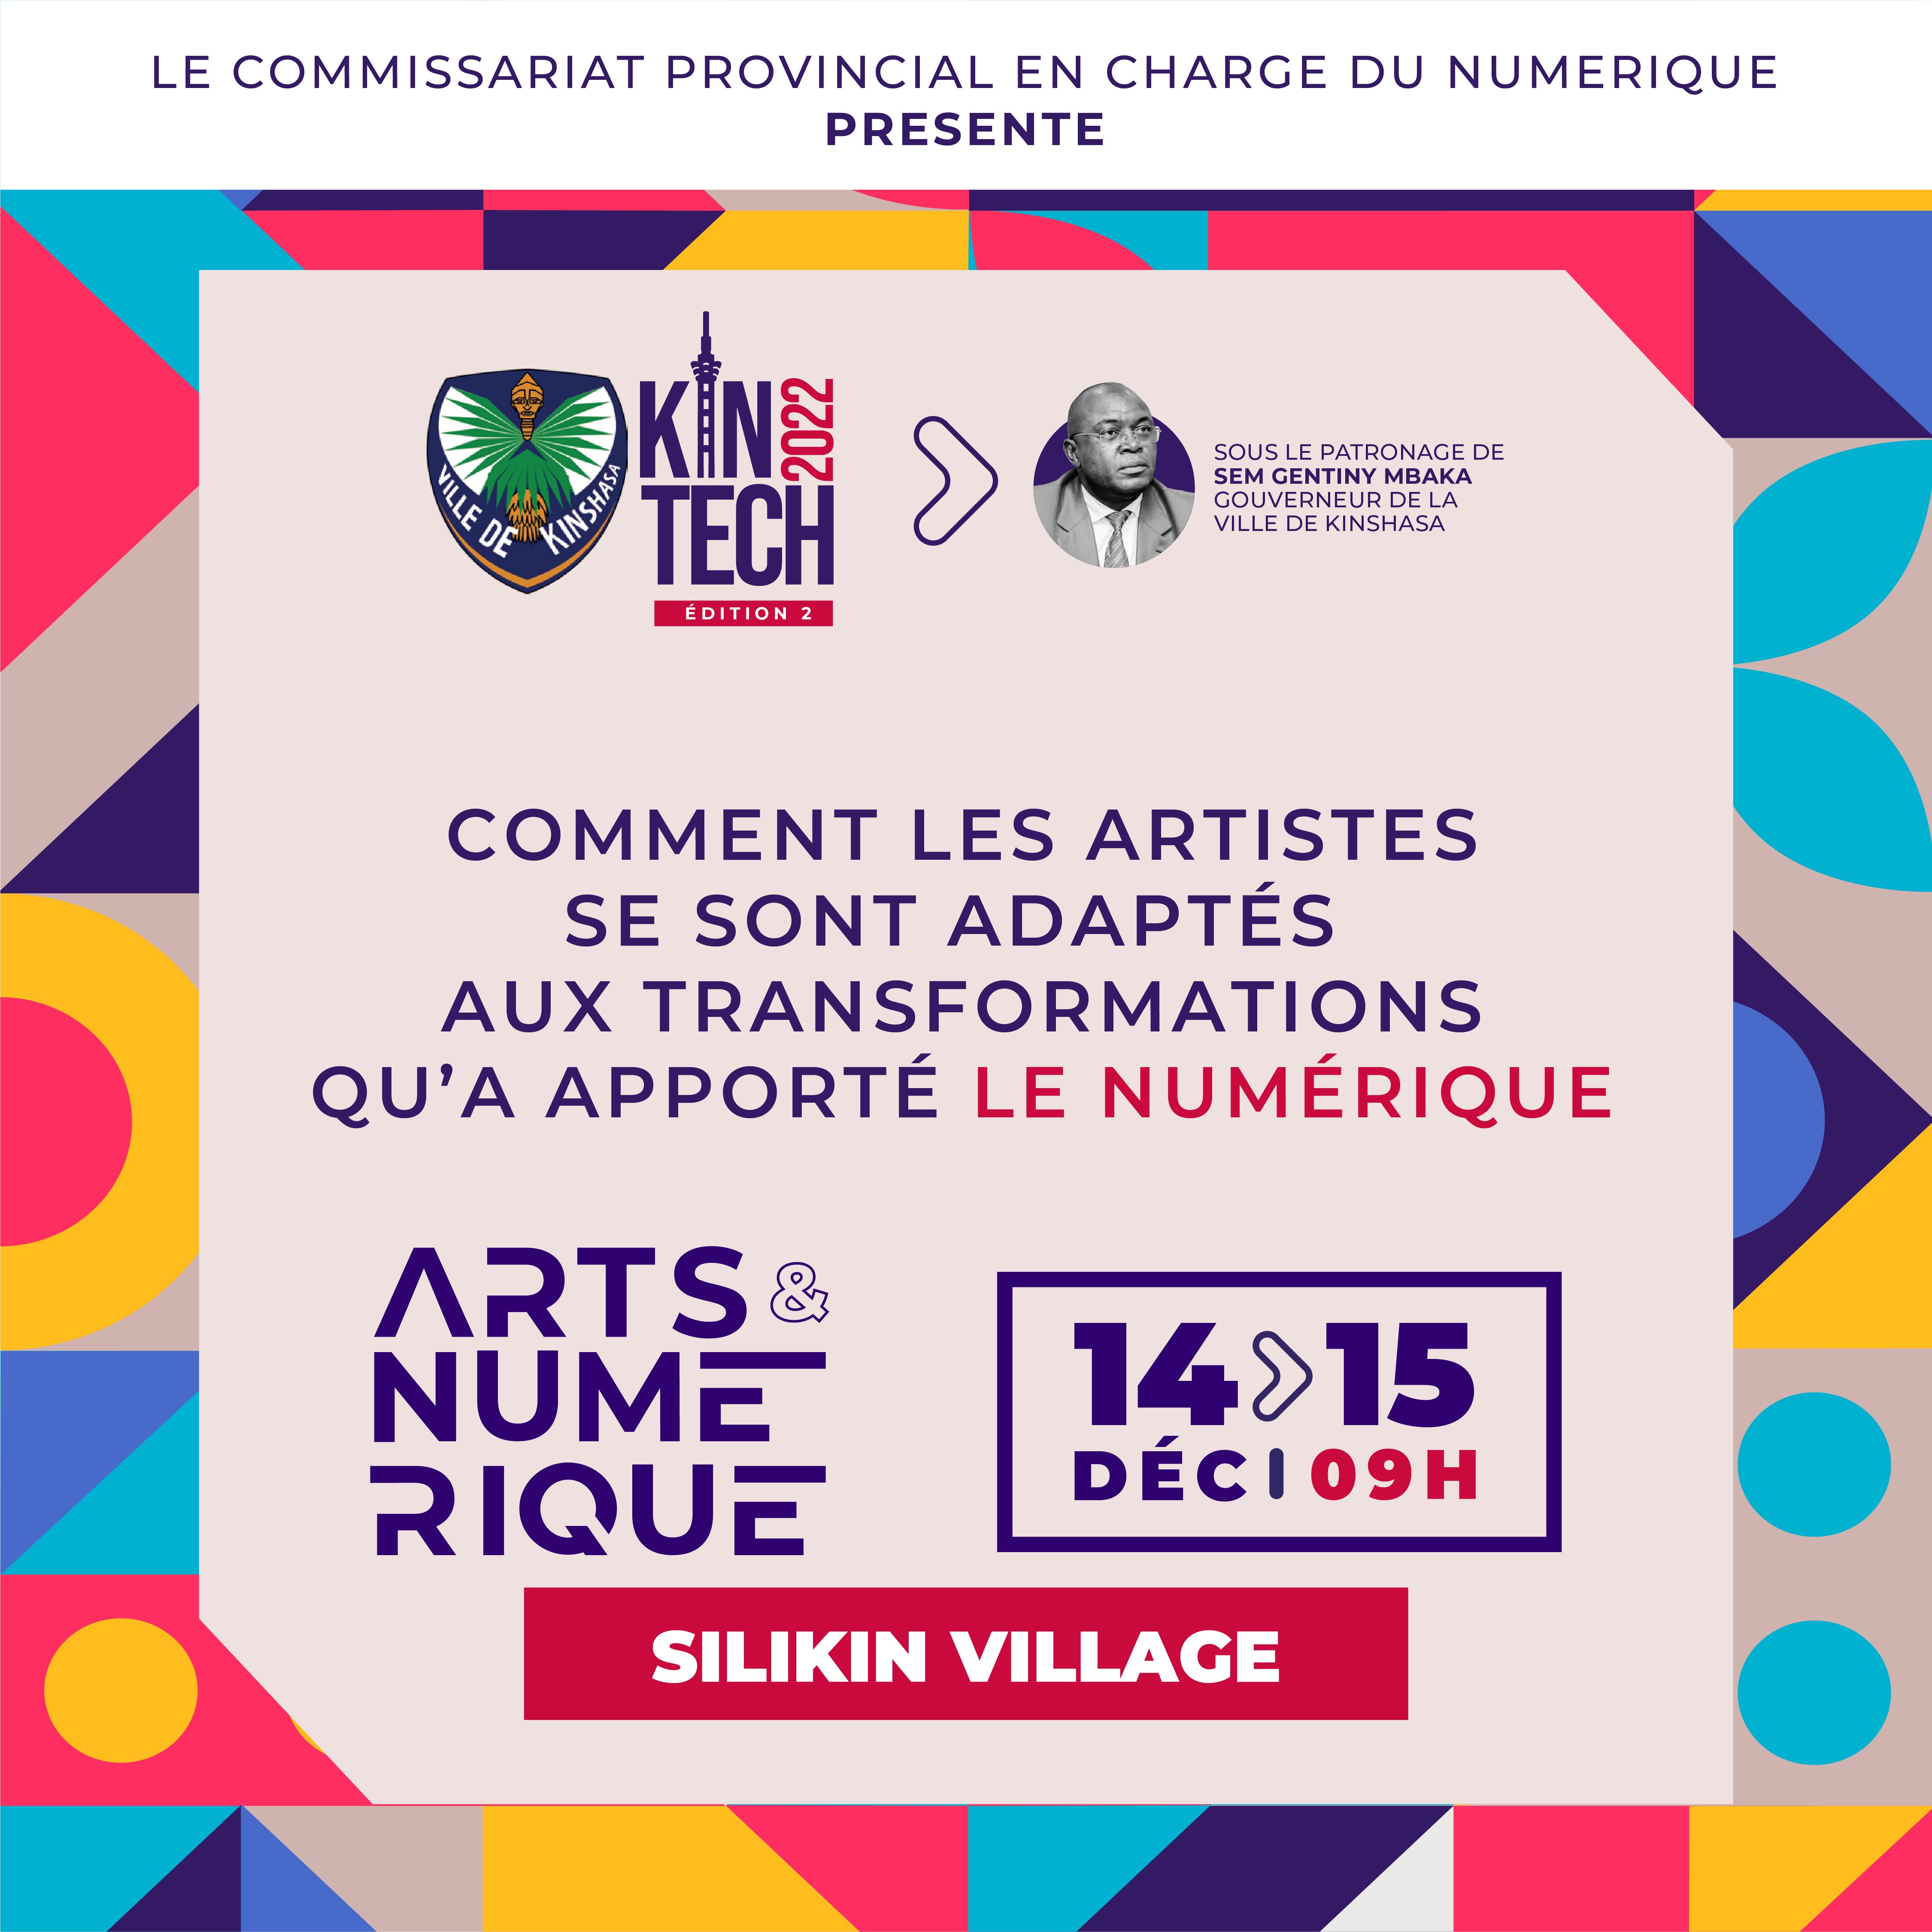 LE COMMISSARIAT PROVINCIAL EN CHARGE DU NUMERIQUE
PRESENTE
VILLE DE KINSHASA
KIN
2022
TECH
ÉDITION 2
SOUS LE PATRONAGE DE
SEM GENTINY MBAKA
GOUVERNEUR DE LA
VILLE DE KINSHASA
COMMENT LES ARTISTES
SE SONT ADAPTÉS
AUX TRANSFORMATIONS
QU’A APPORTÉ LE NUMÉRIQUE
ARTS &
NUME
RIQUE
14 > 15
DÉC | 09H
SILIKIN VILLAGE